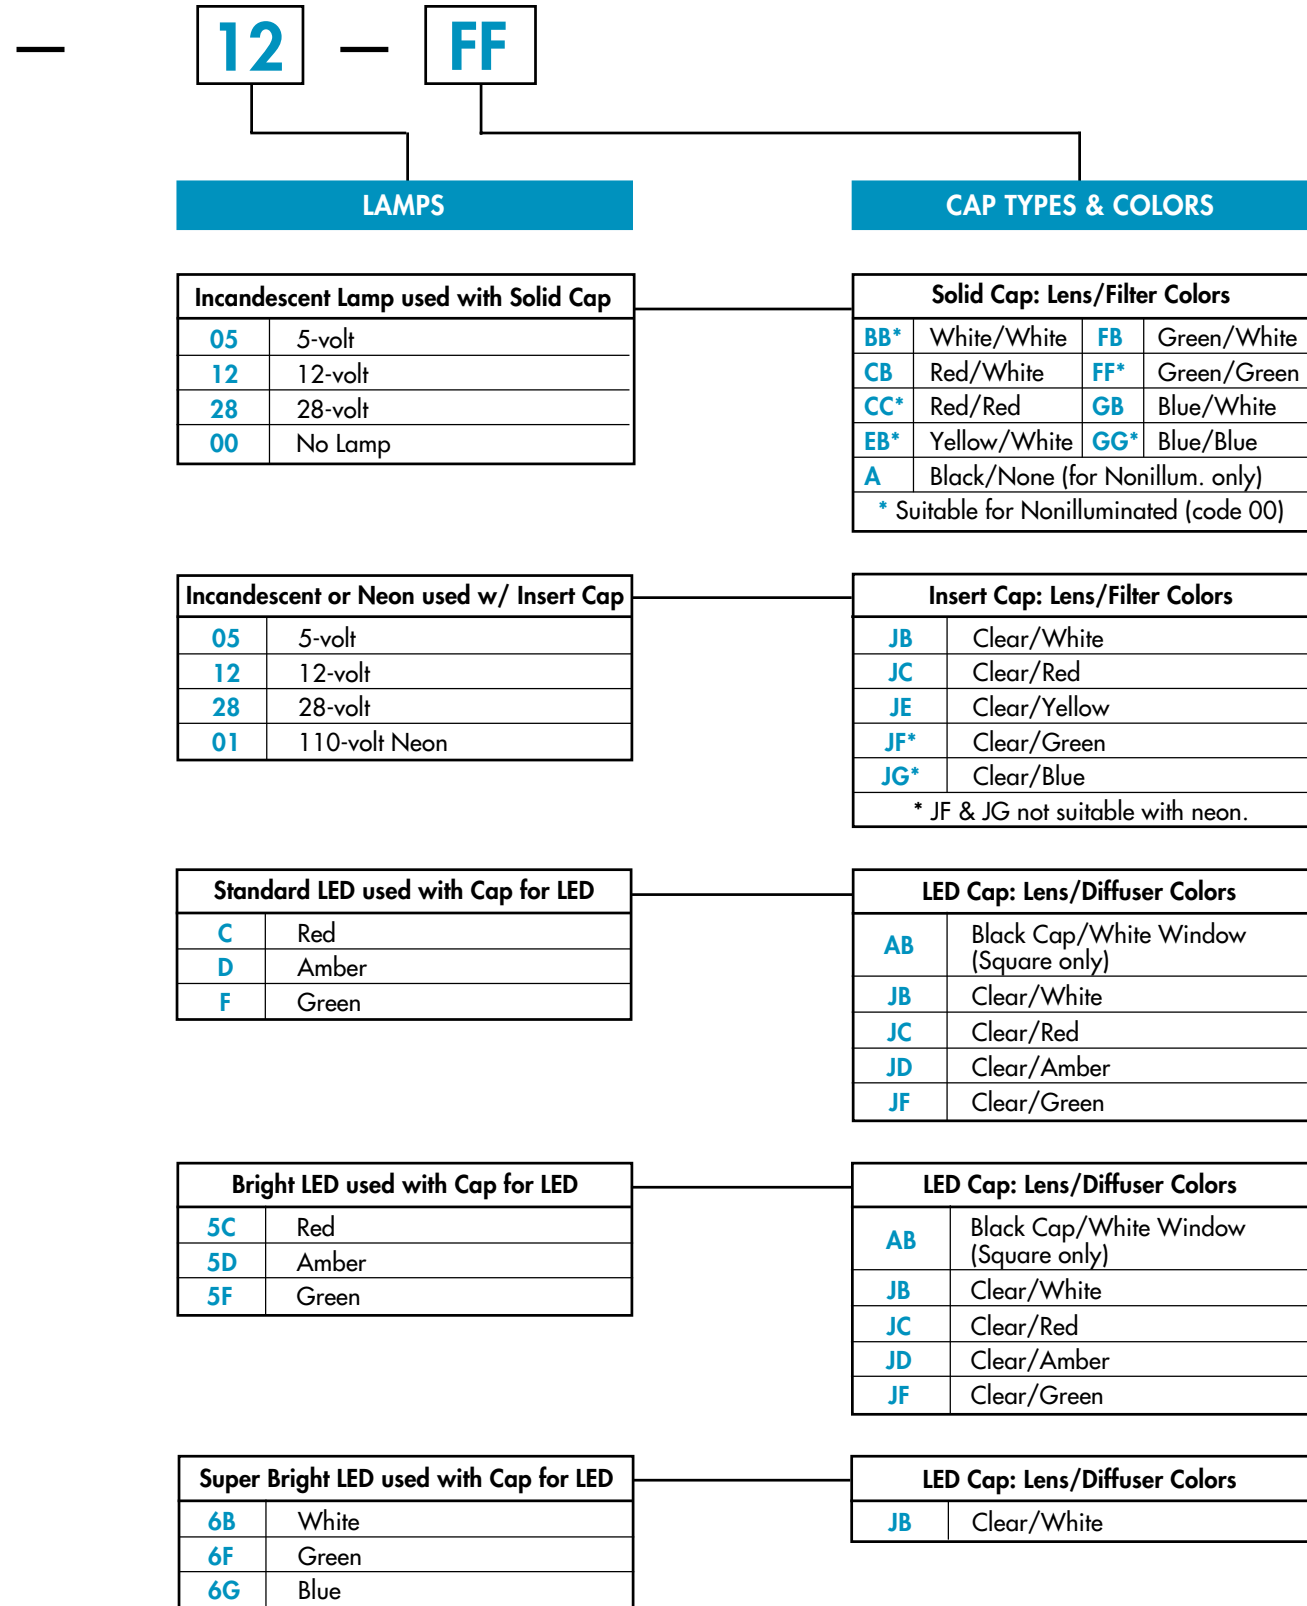 — 12 — FF
LAMPS
CAP TYPES & COLORS
Incandescent Lamp used with Solid Cap
05 5-volt
12 12-volt
28 28-volt
00 No Lamp
Solid Cap: Lens/Filter Colors
BB* White/White FB Green/White
CB Red/White FF* Green/Green
CC* Red/Red GB Blue/White
EB* Yellow/White GG* Blue/Blue
A Black/None (for Nonillum. only)
* Suitable for Nonilluminated (code 00)
Incandescent or Neon used w/ Insert Cap
05 5-volt
12 12-volt
28 28-volt
01 110-volt Neon
Insert Cap: Lens/Filter Colors
JB Clear/White
JC Clear/Red
JE Clear/Yellow
JF* Clear/Green
JG* Clear/Blue
* JF & JG not suitable with neon.
Standard LED used with Cap for LED
C Red
D Amber
F Green
LED Cap: Lens/Diffuser Colors
AB Black Cap/White Window
(Square only)
JB Clear/White
JC Clear/Red
JD Clear/Amber
JF Clear/Green
Bright LED used with Cap for LED
5C Red
5D Amber
5F Green
LED Cap: Lens/Diffuser Colors
AB Black Cap/White Window
(Square only)
JB Clear/White
JC Clear/Red
JD Clear/Amber
JF Clear/Green
Super Bright LED used with Cap for LED
6B White
6F Green
6G Blue
LED Cap: Lens/Diffuser Colors
JB Clear/White